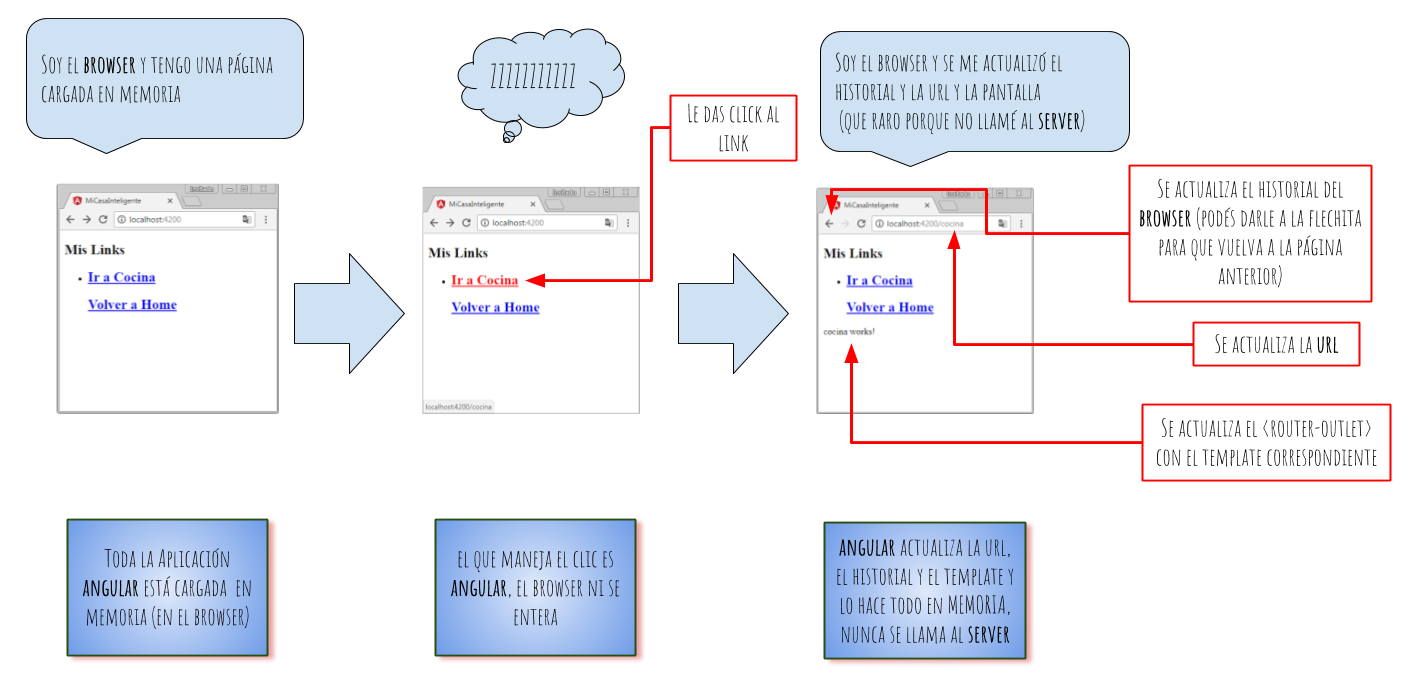 Soy el browser y tengo una página
cargada en memoria
zzzzzzzzzzz
Le das click al
link
Soy el browser y se me actualizó el
historial y la url y la pantalla
(que raro porque no llamé al server)
MiCasaInteligente
localhost:4200
Mis Links
Ir a Cocina
Volver a Home
MiCasaInteligente
localhost:4200
Mis Links
Ir a Cocina
Volver a Home
localhost:4200/cocina
MiCasaInteligente
localhost:4200/cocina
Mis Links
Ir a Cocina
Volver a Home
cocina works!
Se actualiza el historial del
browser (podés darle a la flechita
para que vuelva a la página
anterior)
Se actualiza la url
Se actualiza el <router-outlet>
con el template correspondiente
Toda la Aplicación
angular está cargada en
memoria (en el browser)
el que maneja el clic es
angular, el browser ni se
entera
angular actualiza la url,
el historial y el template y
lo hace todo en MEMORIA,
nunca se llama al server